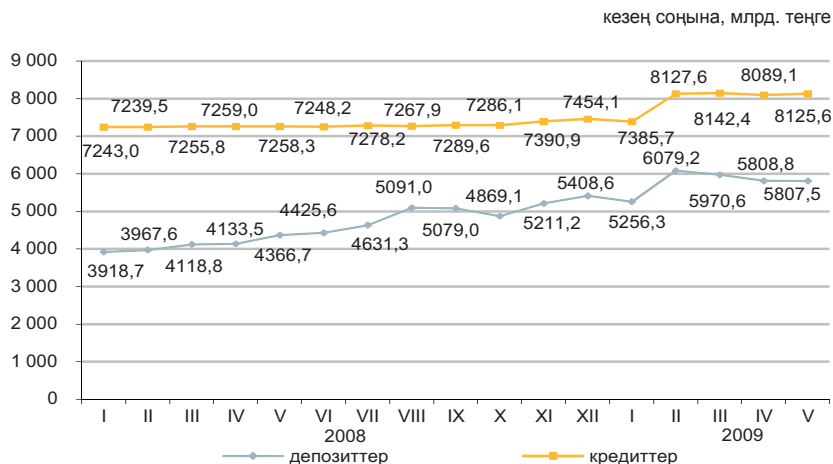 кезең соңына, млрд. теңге
9 000
8 000
7 000
6 000
5 000
4 000
3 000
2 000
1 000
0
7239,5 7259,0 7248,2 7267,9 7286,1 7454,1 8127,6 8089,1
7243,0 7255,8 7258,3 7278,2 7289,6 7390,9 7385,7 8142,4 8125,6
3967,6 4133,5 4425,6 5091,0 4869,1 5408,6 6079,2 5808,8
3918,7 4118,8 4366,7 4631,3 5079,0 5211,2 5256,3 5970,6 5807,5
I II III IV V VI VII VIII IX X XI XII I II III IV V
2008 2009
депозиттер кредиттер